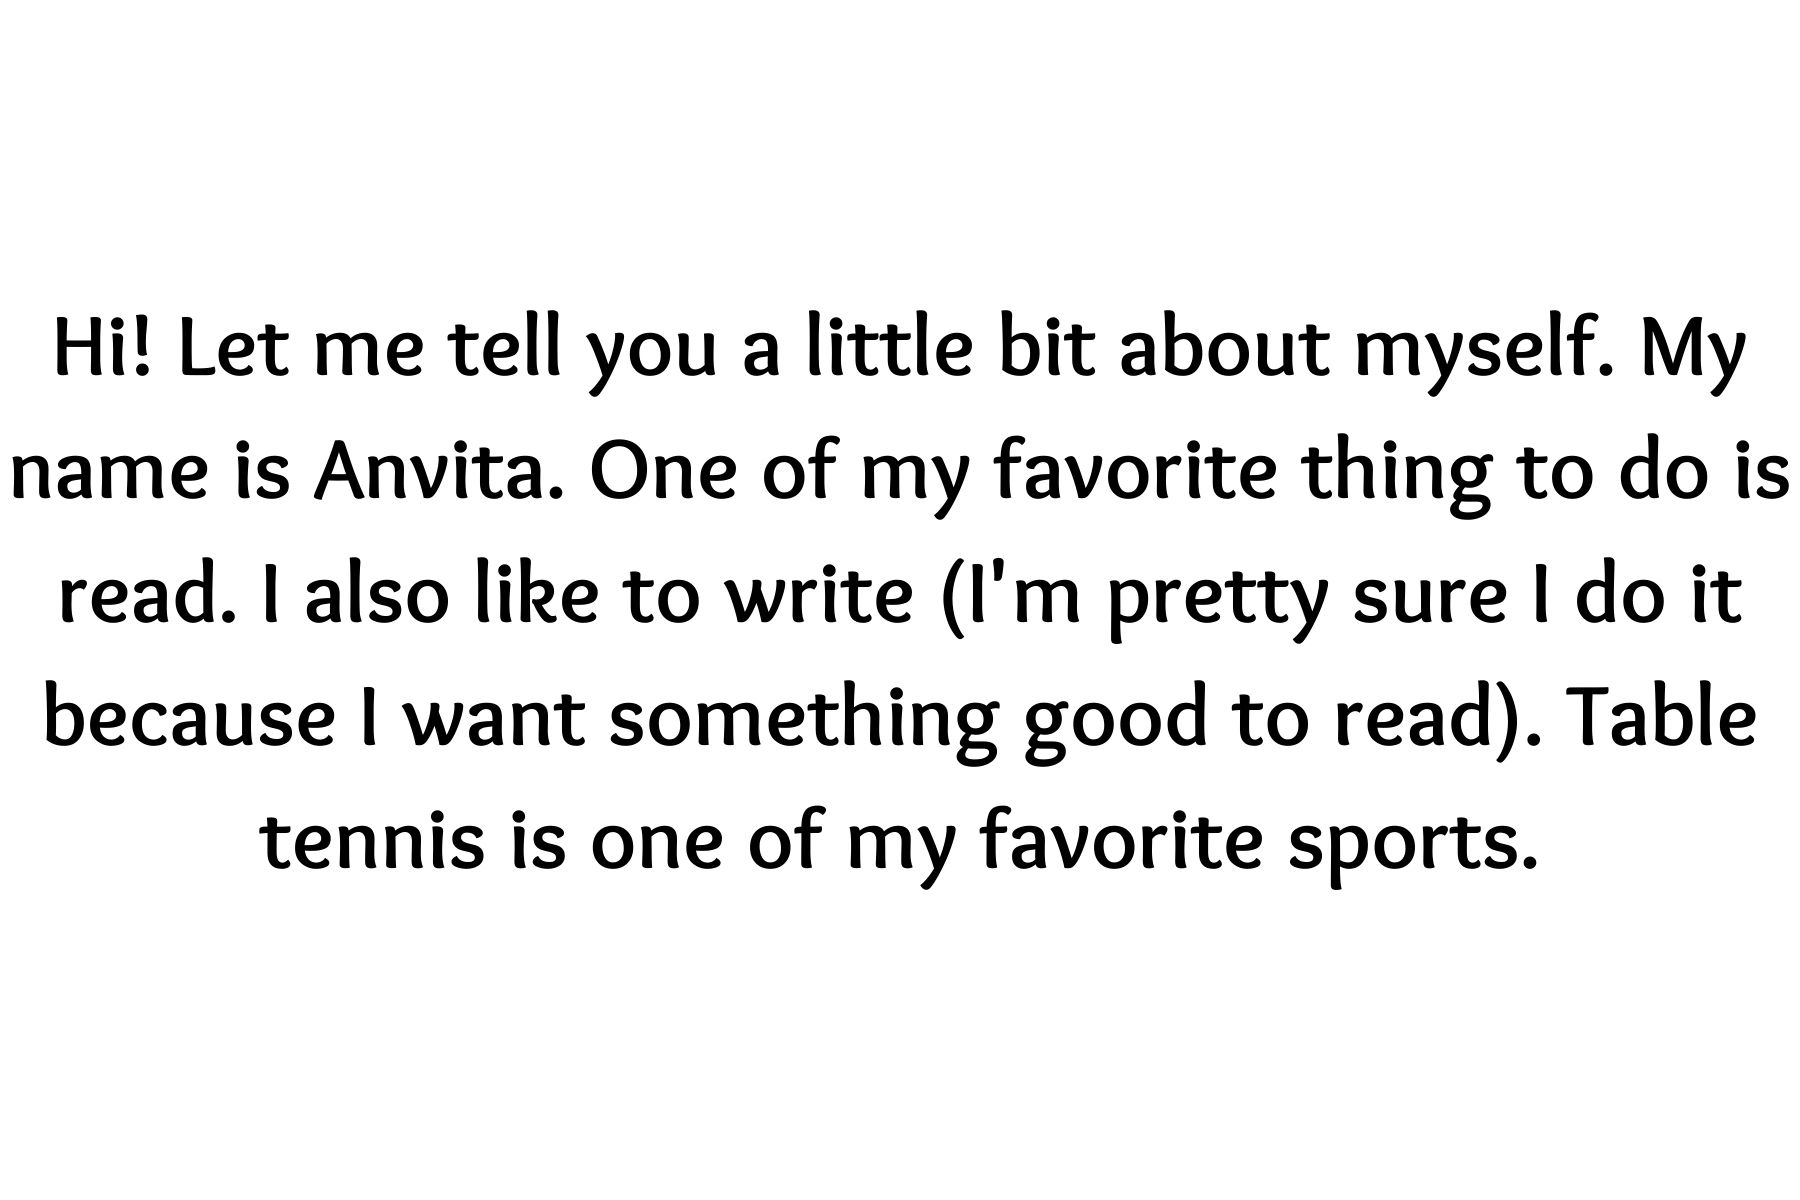 Hi! Let me tell you a little bit about myself. My
name is Anvita. One of my favorite thing to do is
read. I also like to write (I'm pretty sure I do it
because I want something good to read). Table
tennis is one of my favorite sports.